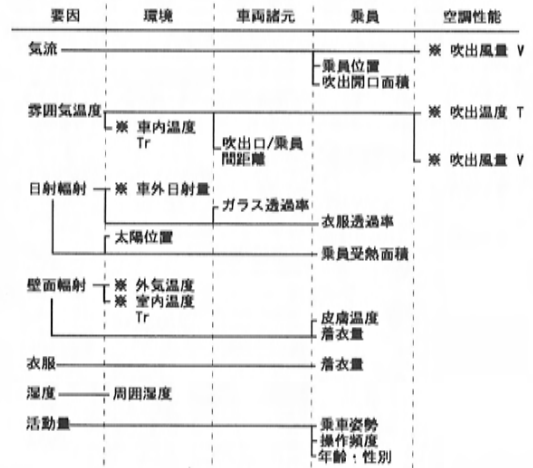 要因 環境 車両諸元 乗員 空調性能
気流 ※ 吹出風量 V
乗員位置
吹出開口面積
雰囲気温度 ※ 吹出温度 T
※ 車内温度
Tr
吹出口/乗員
間距離
※ 吹出風量 V
日射輻射 ※ 車外日射量
ガラス透過率
衣服透過率
太陽位置
乗員受熱面積
壁面輻射 ※ 外気温度
※ 室内温度
Tr
皮膚温度
着衣量
衣服 着衣量
湿度 周囲湿度
活動量 乗車姿勢
操作頻度
年齢・性別